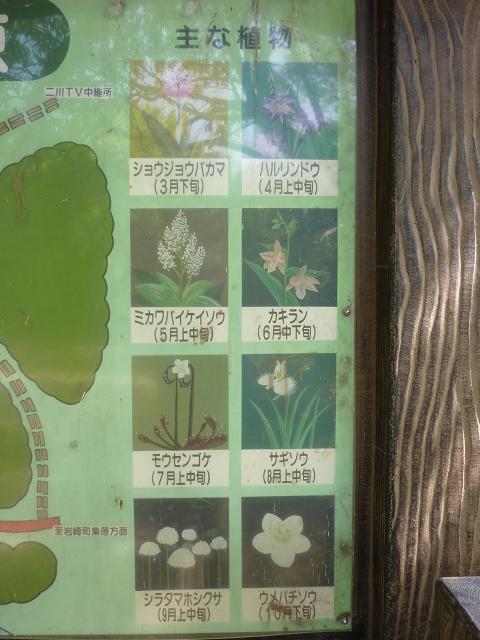 主な植物
二川TV中継所
ショウジョウバカマ
(3月下旬)
ハルリンドウ
(4月上中旬)
ミカワバイケイソウ
(5月上中旬)
カキラン
(6月中下旬)
モウセンゴケ
(7月上中旬)
サギソウ
(8月上中旬)
シラタマホシクサ
(9月上中旬)
ウメバチソウ
(10月下旬)
至岩崎町集落方面